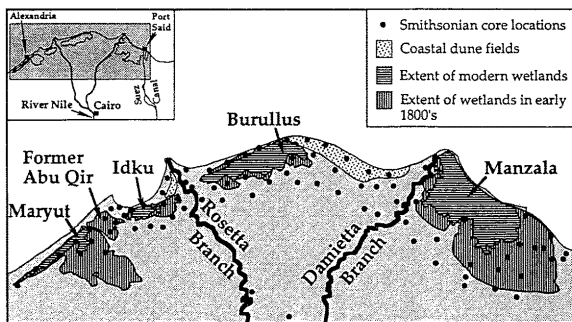 Alexandria
Port
Said
River Nile
Cairo
Suez
Canal
Smithsonian core locations
Coastal dune fields
Extent of modern wetlands
Extent of wetlands in early
1800's
Burullus
Former
Abu Qir
Idku
Maryut
Manzala
Rosetta
Branch
Damietta
Branch